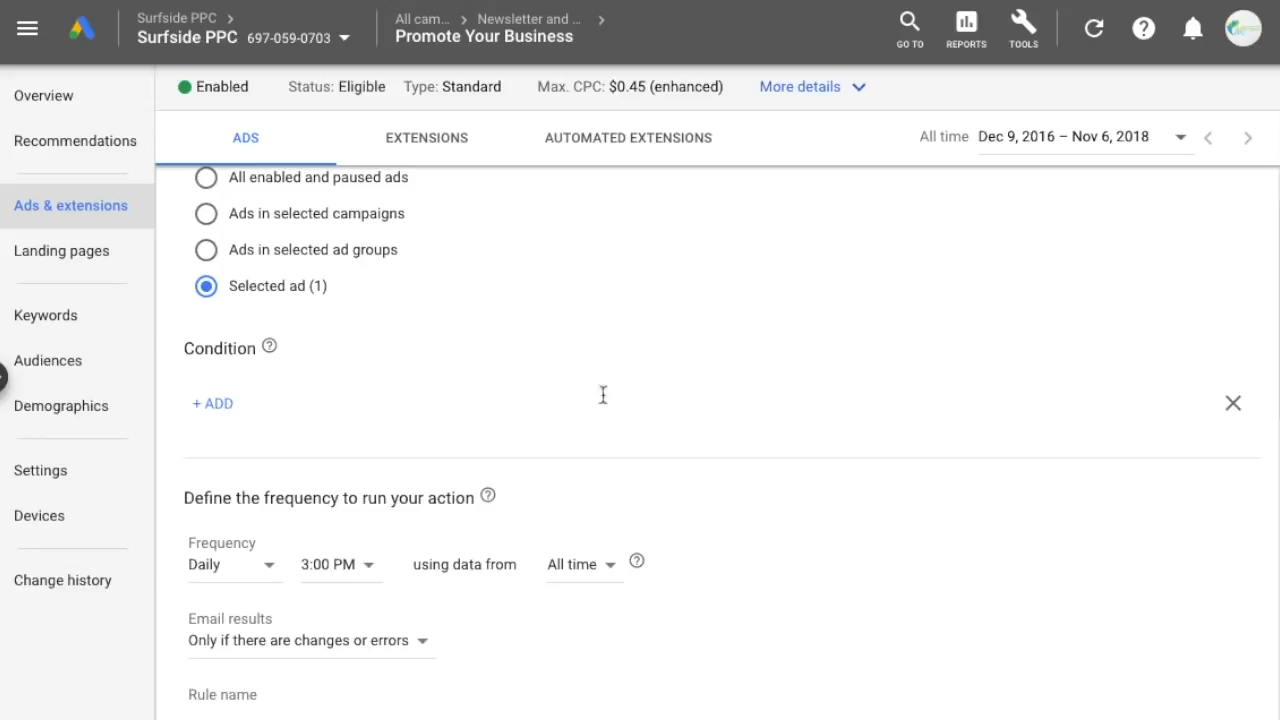 Surfside PPC
Surfside PPC 697-059-0703
All cam... Newsletter and ...
Promote Your Business
GO TO
REPORTS
TOOLS
Overview
Recommendations
Ads & extensions
Landing pages
Keywords
Audiences
Demographics
Settings
Devices
Change history
Enabled Status: Eligible Type: Standard Max. CPC: $0.45 (enhanced) More details
ADS EXTENSIONS AUTOMATED EXTENSIONS All time Dec 9, 2016 – Nov 6, 2018
All enabled and paused ads
Ads in selected campaigns
Ads in selected ad groups
Selected ad (1)
Condition ?
+ ADD
Define the frequency to run your action ?
Frequency
Daily 3:00 PM using data from All time ?
Email results
Only if there are changes or errors
Rule name